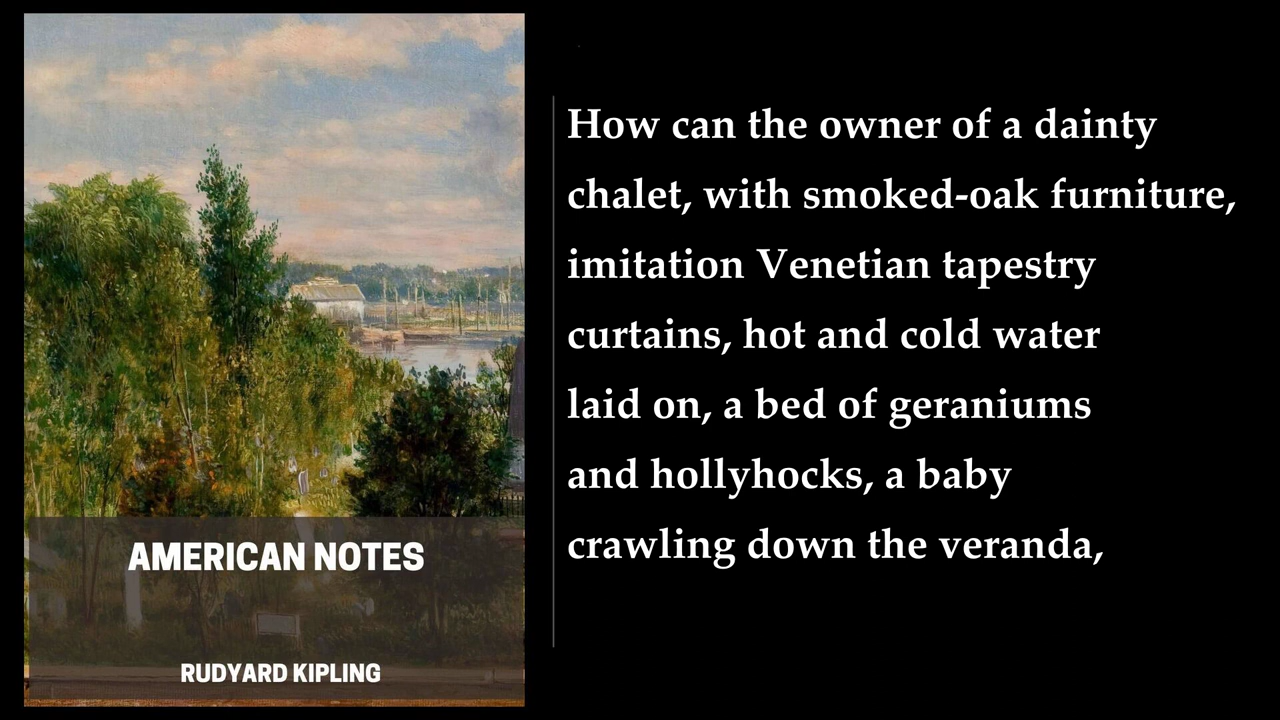 AMERICAN NOTES
RUDYARD KIPLING
How can the owner of a dainty
chalet, with smoked-oak furniture,
imitation Venetian tapestry
curtains, hot and cold water
laid on, a bed of geraniums
and hollyhocks, a baby
crawling down the veranda,